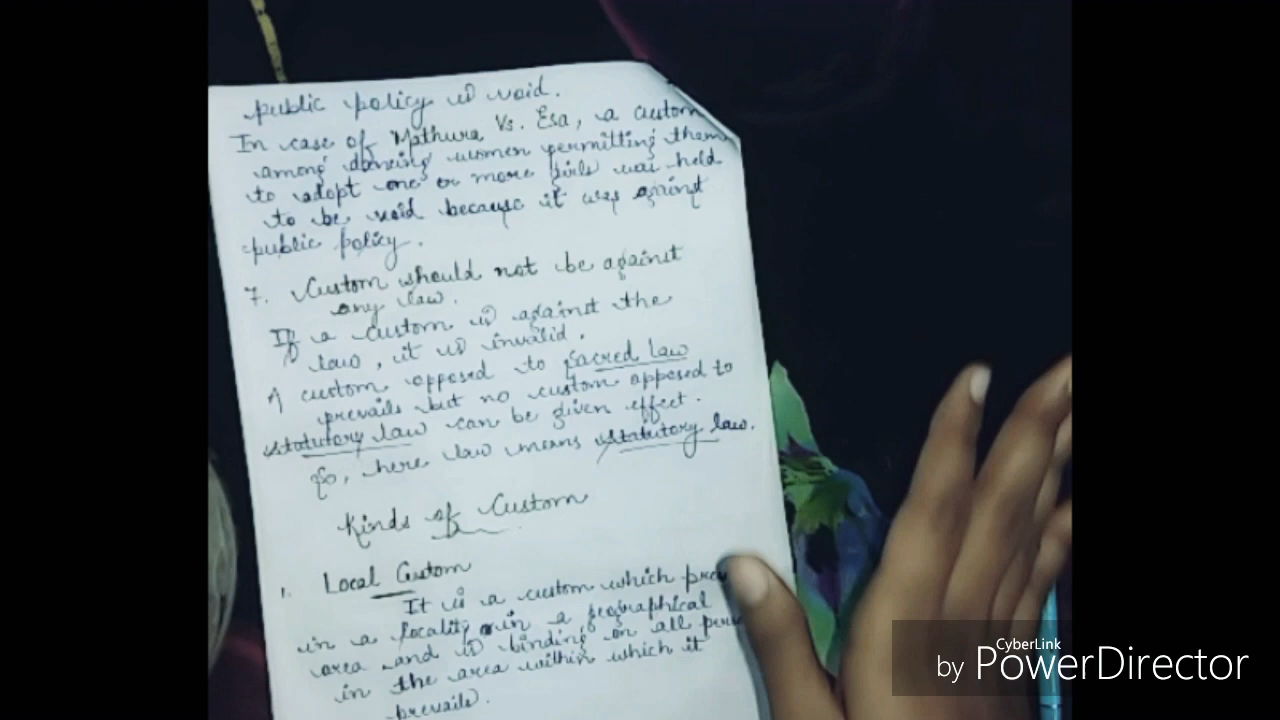 public policy is void.
In case of Mathura Vs. Esa, a custom
among dancing women permitting them
to adopt one or more girls was held
to be void because it was against
public policy.
7. Custom should not be against
any law.
If a custom is against the
law, it is invalid.
A custom opposed to sacred law
prevails but no custom opposed to
statutory law can be given effect.
So, here law means statutory law.
Kinds of Custom
1. Local Custom
It is a custom which
in a locality in a geographical
area and is binding on all
in the area within which it
prevails.
CyberLink
by PowerDirector